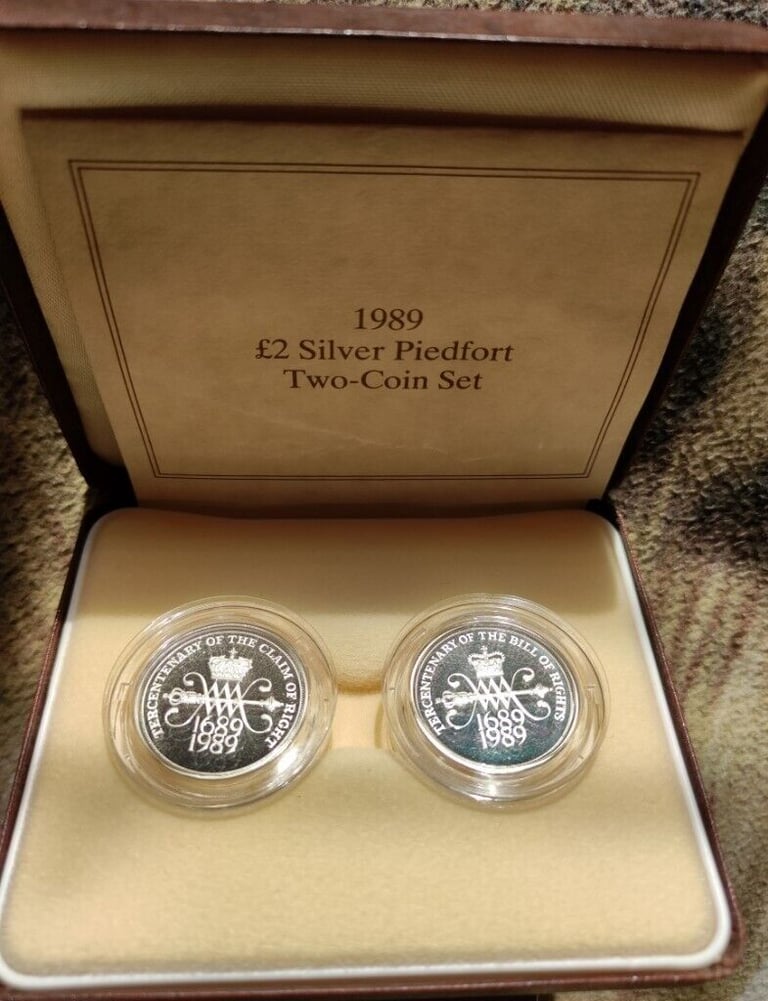 1989
£2 Silver Piedfort
Two-Coin Set
TERCENTENARY OF THE CLAIM OF RIGHT
1689
1989
TERCENTENARY OF THE BILL OF RIGHTS
1689
1989